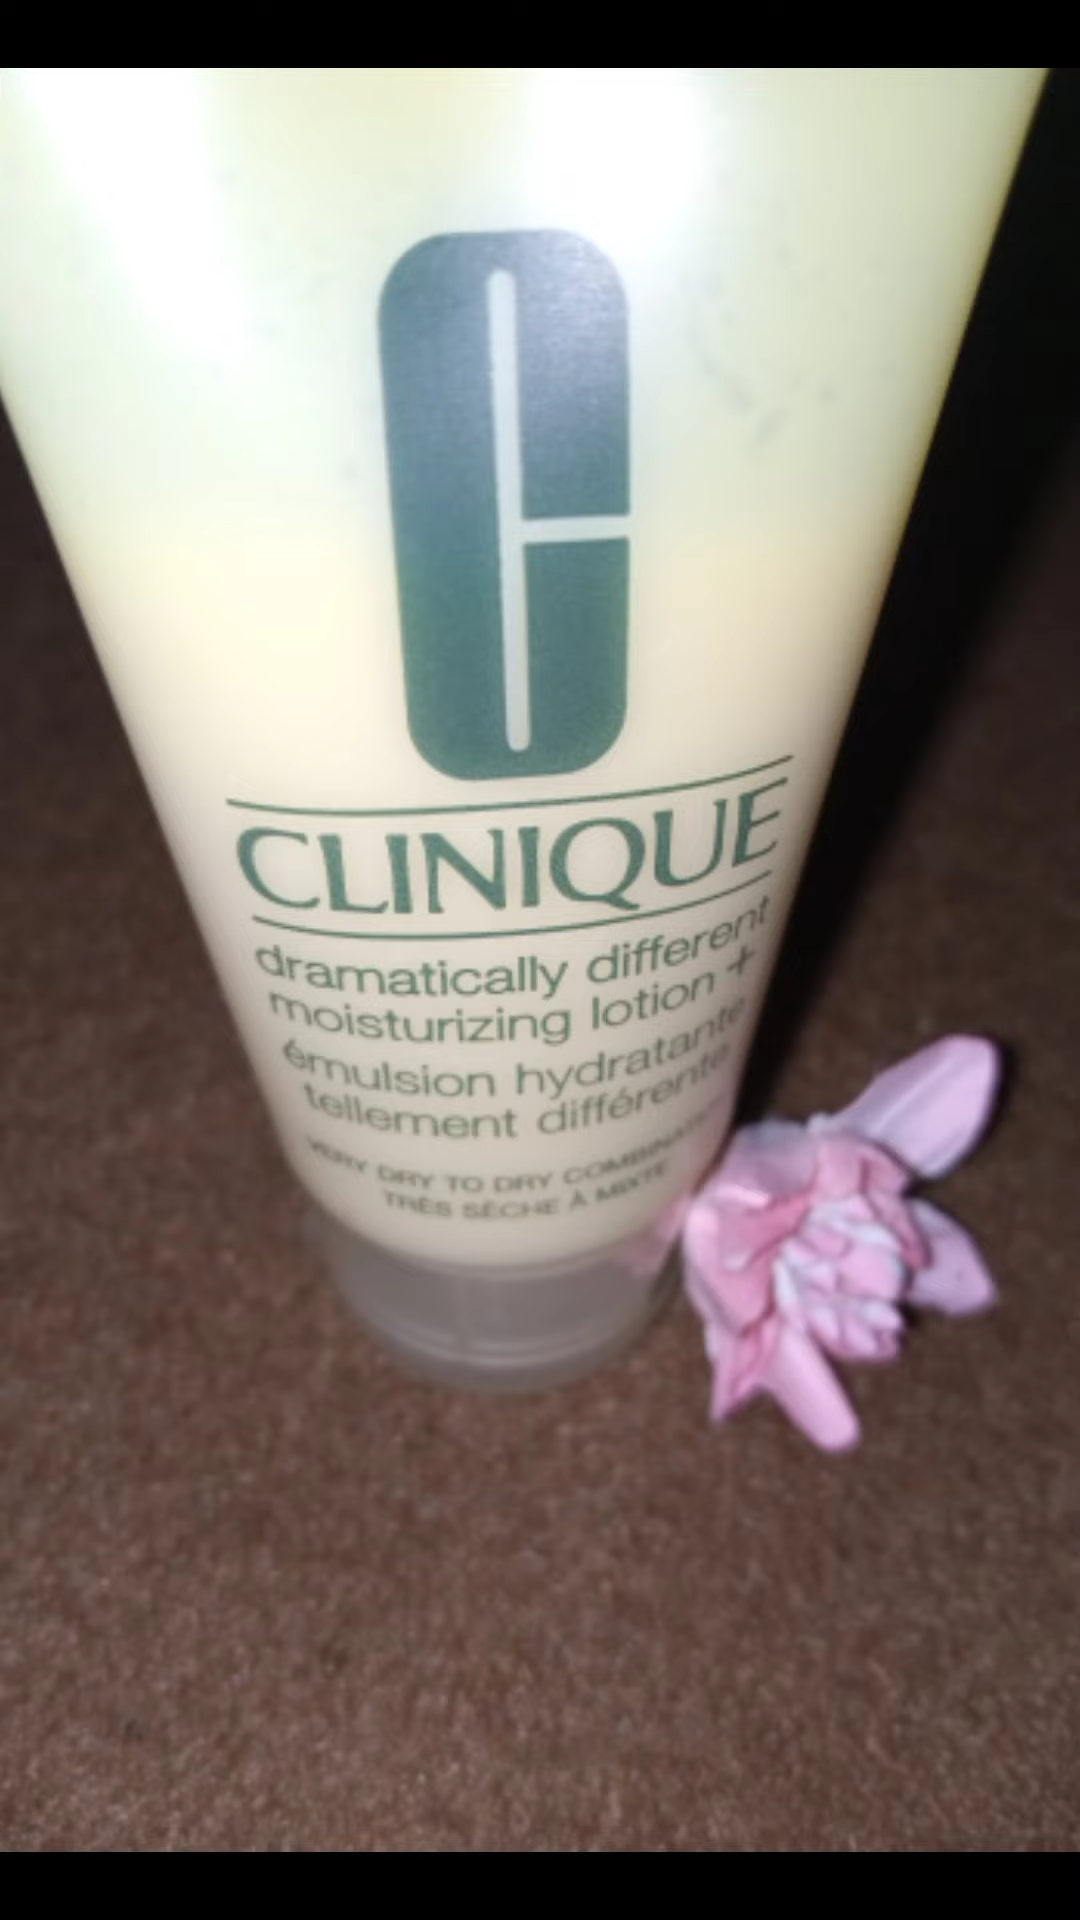 C
CLINIQUE
dramatically different
moisturizing lotion +
émulsion hydratante
tellement différente
VERY DRY TO DRY COMBINATION
TRÈS SÈCHE À MIXTE